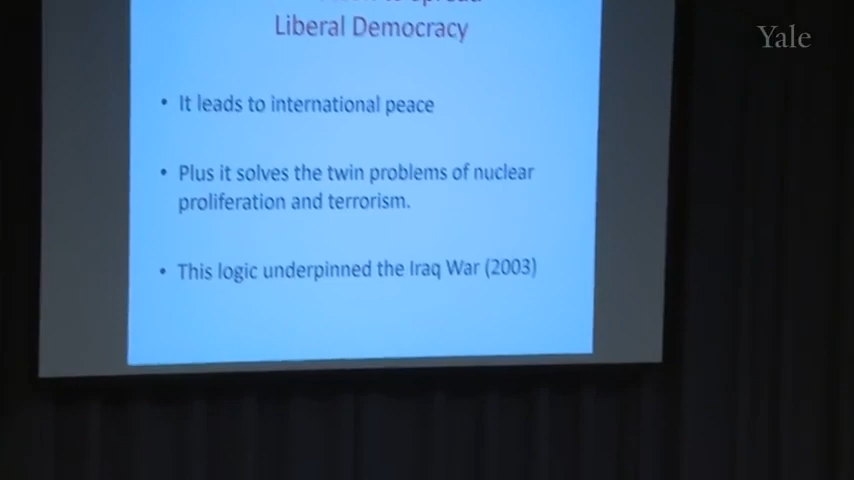 Yale
Liberal Democracy
• It leads to international peace
• Plus it solves the twin problems of nuclear
proliferation and terrorism.
• This logic underpinned the Iraq War (2003)